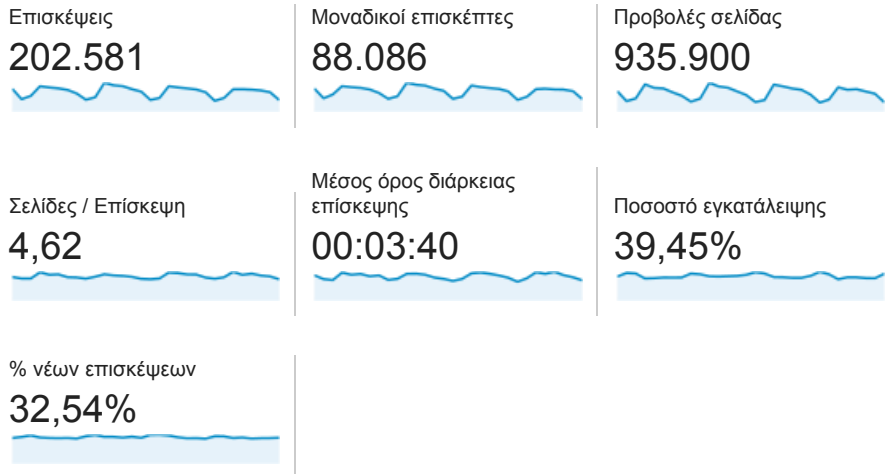 Επισκέψεις
202.581
Μοναδικοί επισκέπτες
88.086
Προβολές σελίδας
935.900
Σελίδες / Επίσκεψη
4,62
Μέσος όρος διάρκειας
επίσκεψης
00:03:40
Ποσοστό εγκατάλειψης
39,45%
% νέων επισκέψεων
32,54%